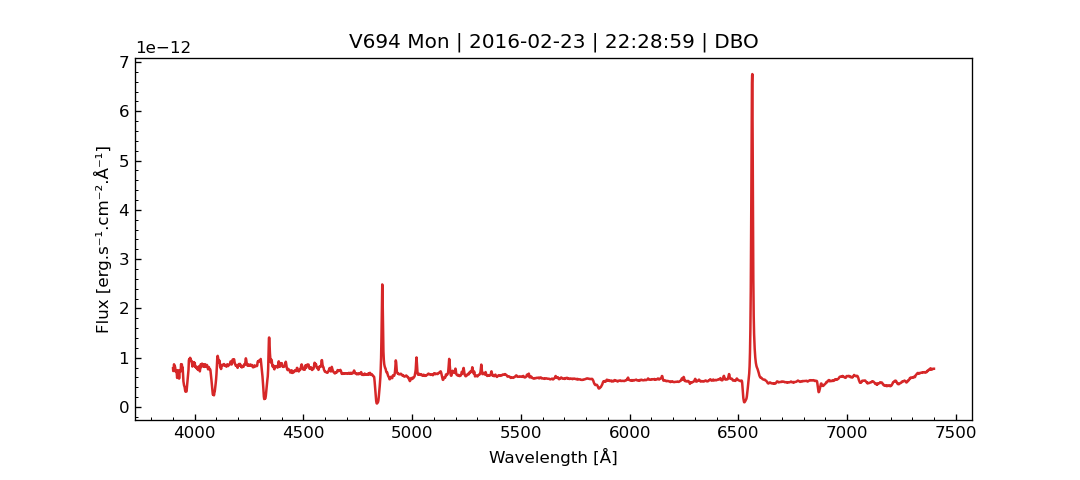 V694 Mon | 2016-02-23 | 22:28:59 | DBO
1e−12
7
6
5
4
3
2
1
0
Flux [erg.s⁻¹.cm⁻².Å⁻¹]
4000 4500 5000 5500 6000 6500 7000 7500
Wavelength [Å]